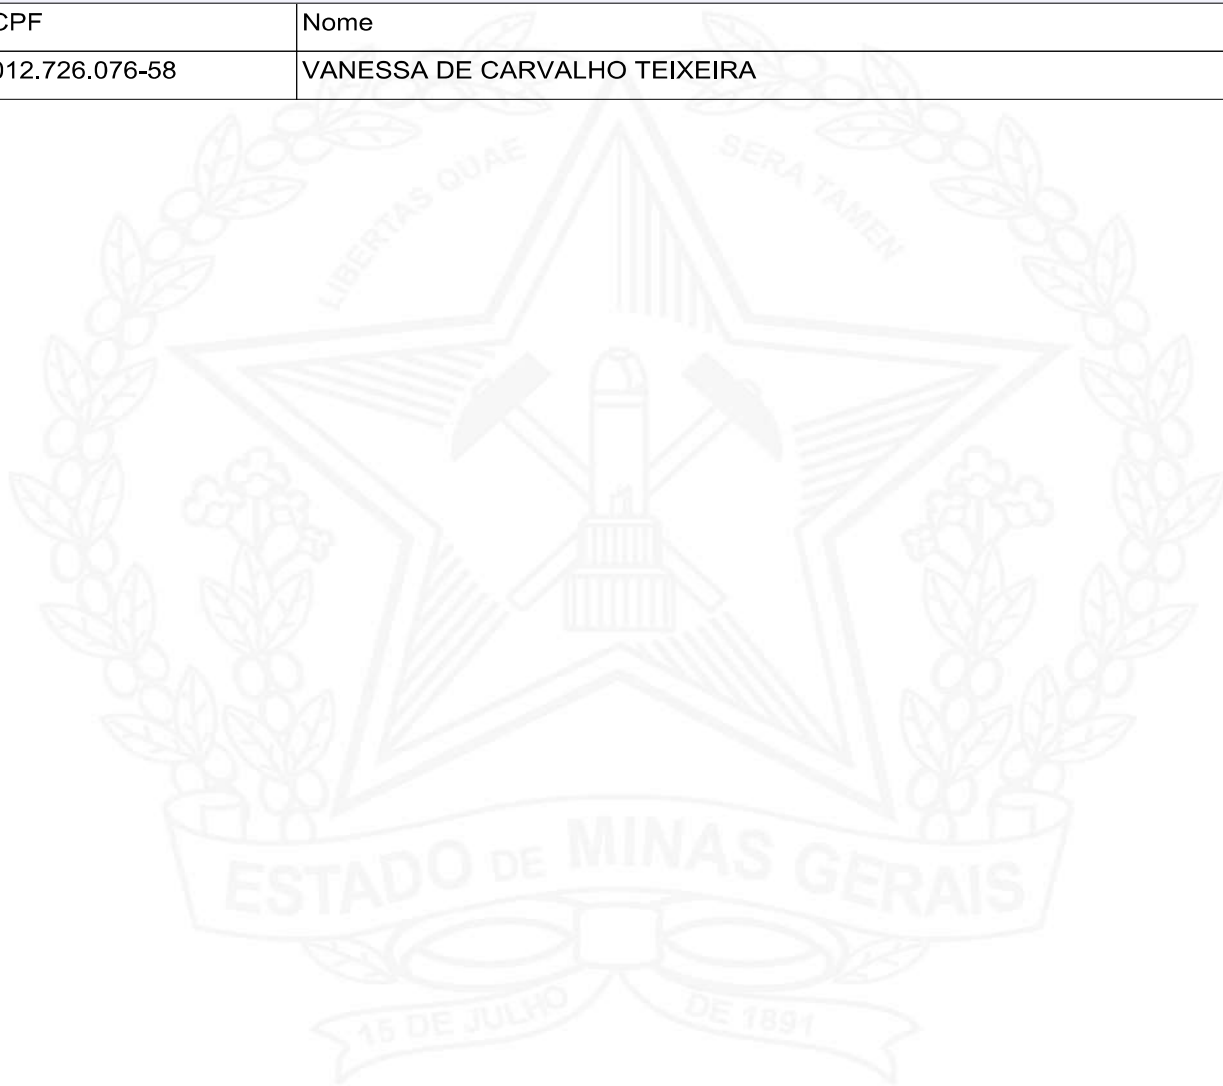 CPF Nome
012.726.076-58 VANESSA DE CARVALHO TEIXEIRA
LIBERTAS QUAE SERA TAMEN
ESTADO DE MINAS GERAIS
15 DE JULHO DE 1891